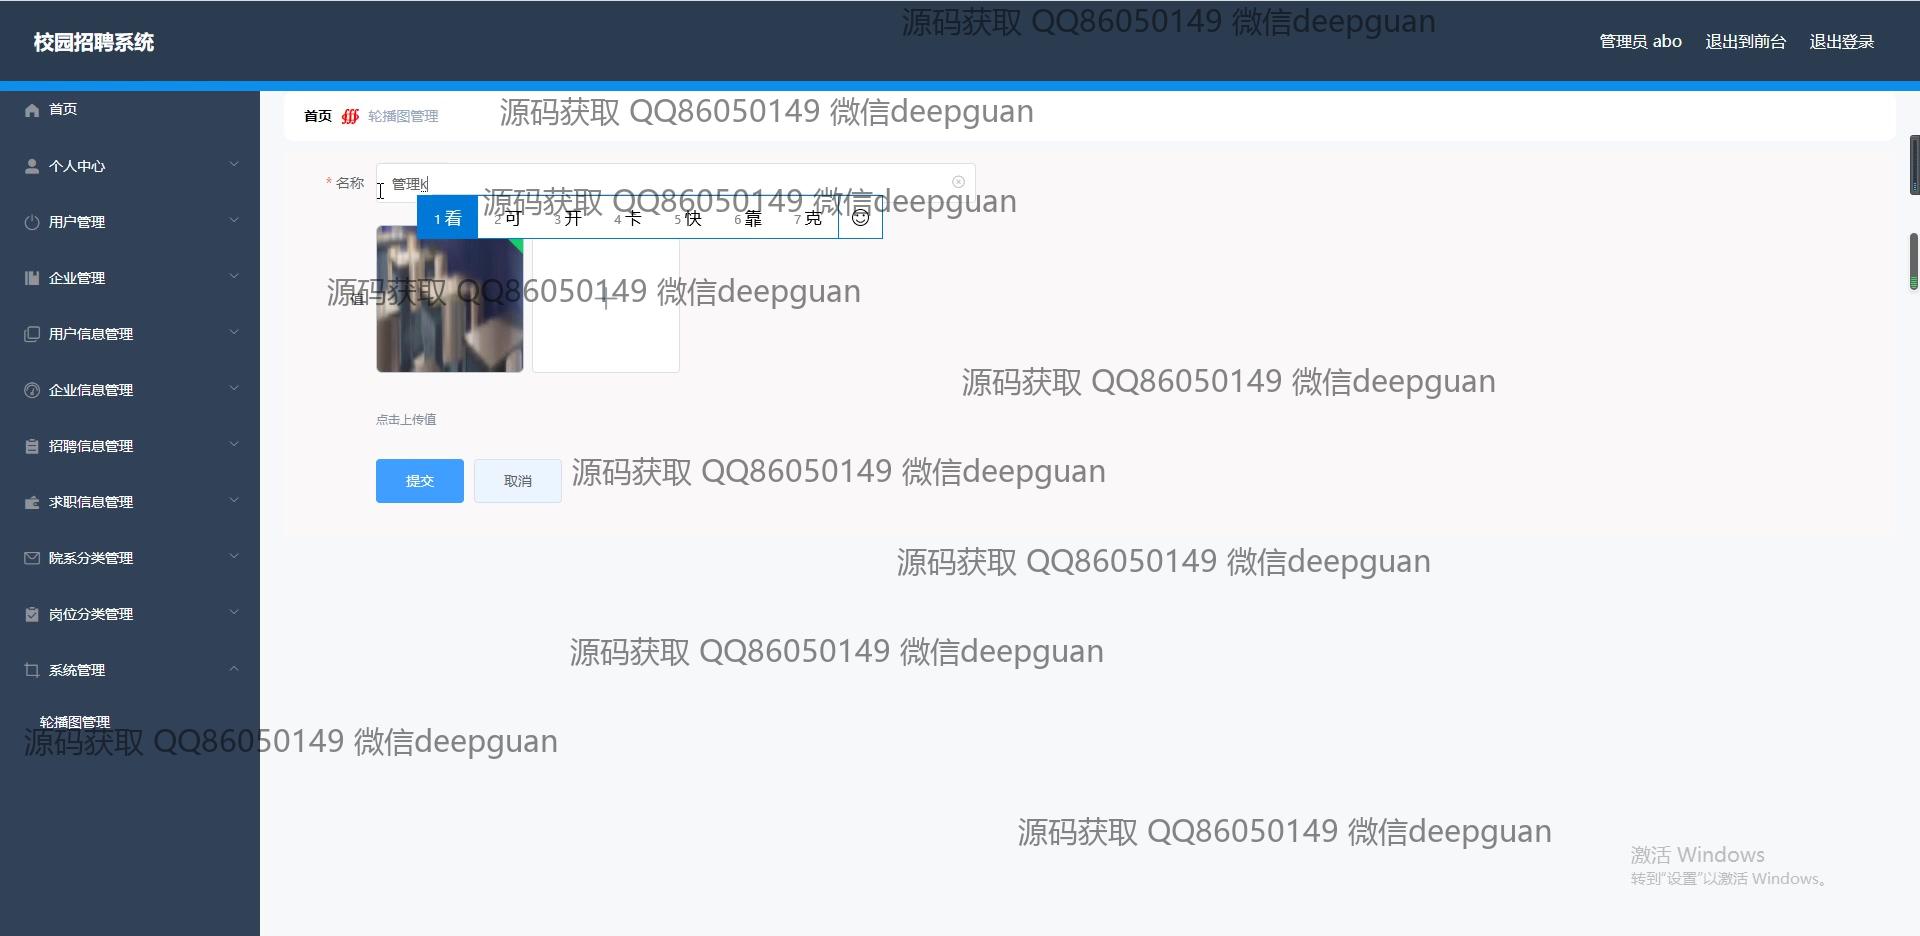 源码获取 QQ86050149 微信deepguan
校园招聘系统
管理员 abo 退出到前台 退出登录
首页
首页 轮播图管理
源码获取 QQ86050149 微信deepguan
个人中心
* 名称 管理k
源码获取 QQ86050149 微信deepguan
1 看 2 可 3 开 4 卡 5 快 6 靠 7 克
用户管理
企业管理
值
源码获取 QQ86050149 微信deepguan
用户信息管理
企业信息管理
源码获取 QQ86050149 微信deepguan
点击上传值
招聘信息管理
提交 取消
源码获取 QQ86050149 微信deepguan
求职信息管理
院系分类管理
源码获取 QQ86050149 微信deepguan
岗位分类管理
源码获取 QQ86050149 微信deepguan
系统管理
轮播图管理
源码获取 QQ86050149 微信deepguan
源码获取 QQ86050149 微信deepguan
激活 Windows
转到“设置”以激活 Windows。